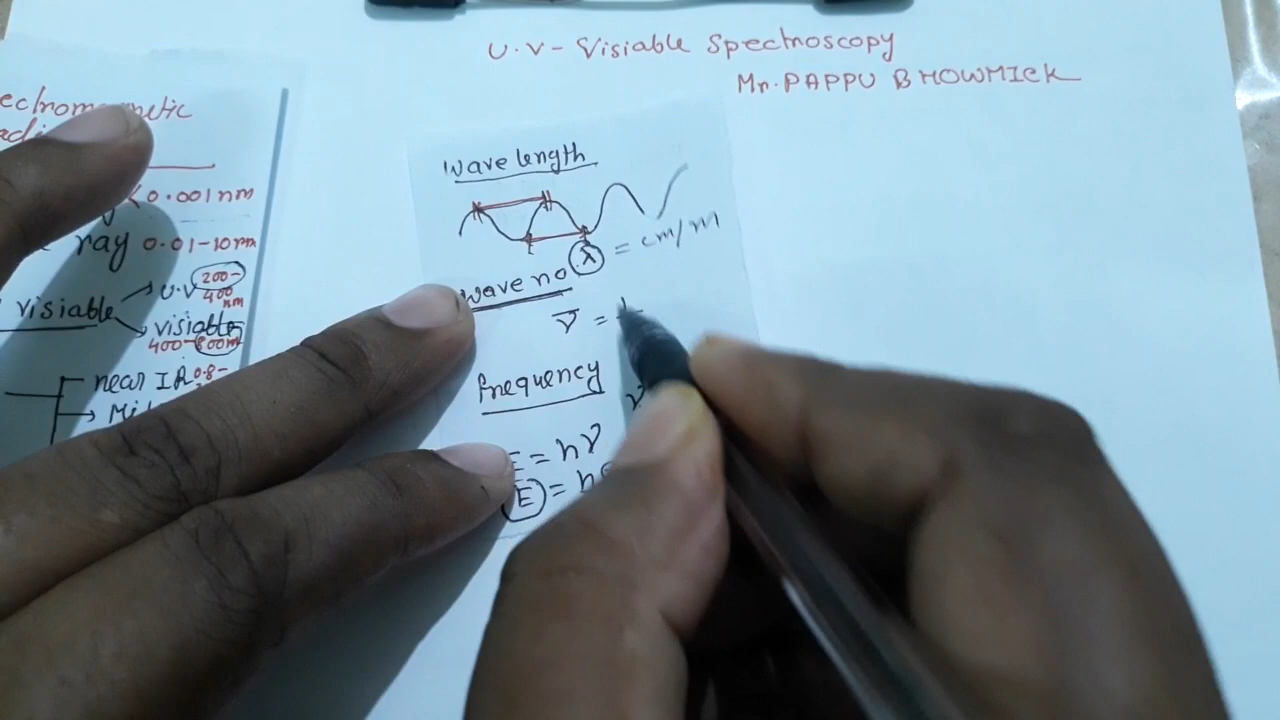 U.V- Visiable Spectroscopy
Mr. PAPPU BHOWMICK
0.001nm
ray 0.01-10nm
visiable
U.V 200-
400
nm
visiable
400-800nm
near IR 0.8-
Wave length
λ = cm/m
Wave no
ν̅ =
frequency
E = hν
E = h